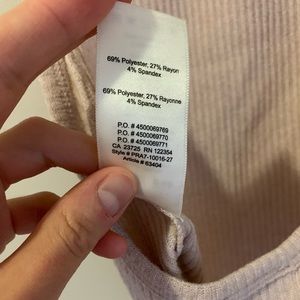 69% Polyester, 27% Rayon
4% Spandex
69% Polyester, 27% Rayonne
4% Spandex
P.O. # 4500069769
P.O. # 4500069770
P.O. # 4500069771
CA 23725 RN 122354
Style # PRA7-10016-27
Article # 63404